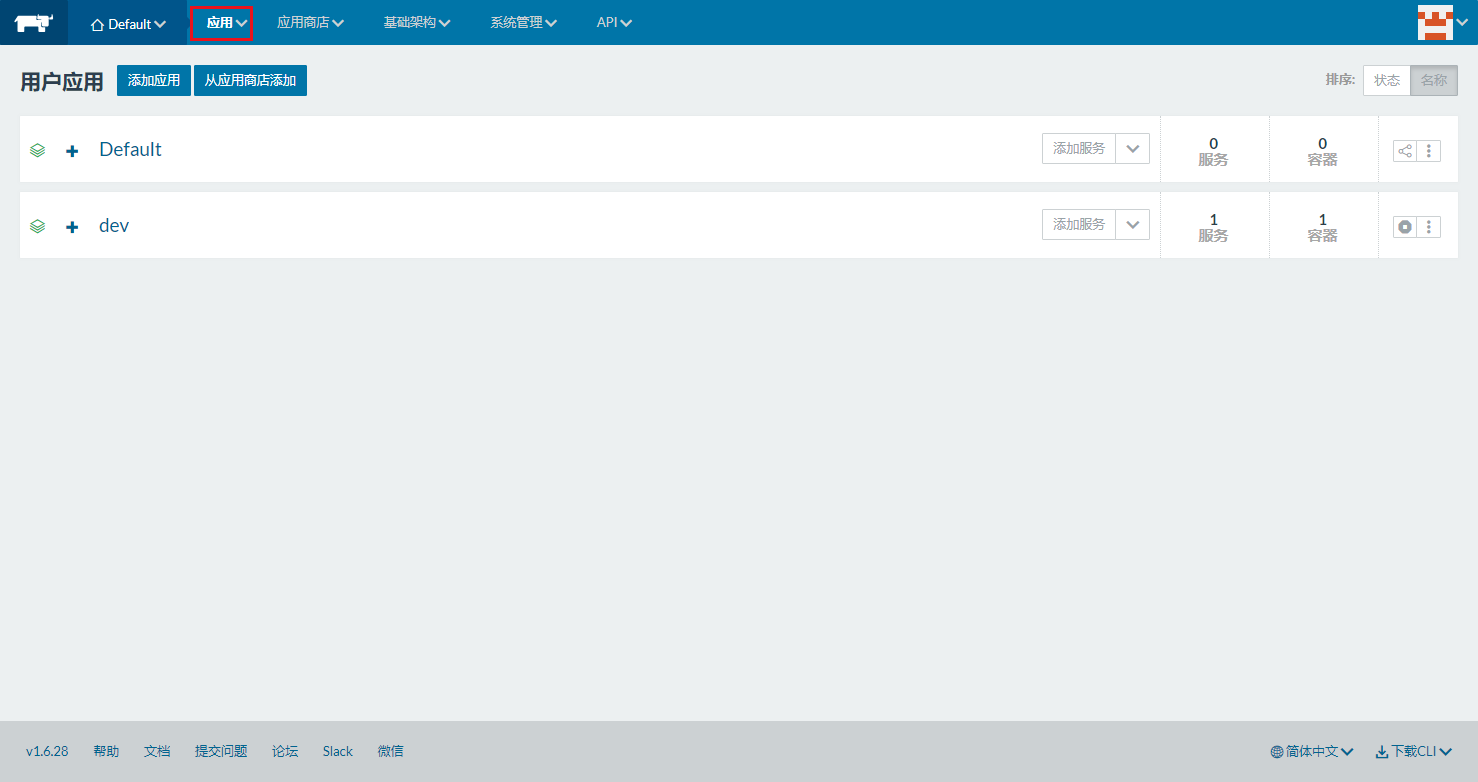 Default 应用 应用商店 基础架构 系统管理 API
用户应用 添加应用 从应用商店添加 排序: 状态 名称
Default 添加服务 0 服务 0 容器
dev 添加服务 1 服务 1 容器
v1.6.28 帮助 文档 提交问题 论坛 Slack 微信 简体中文 下载CLI